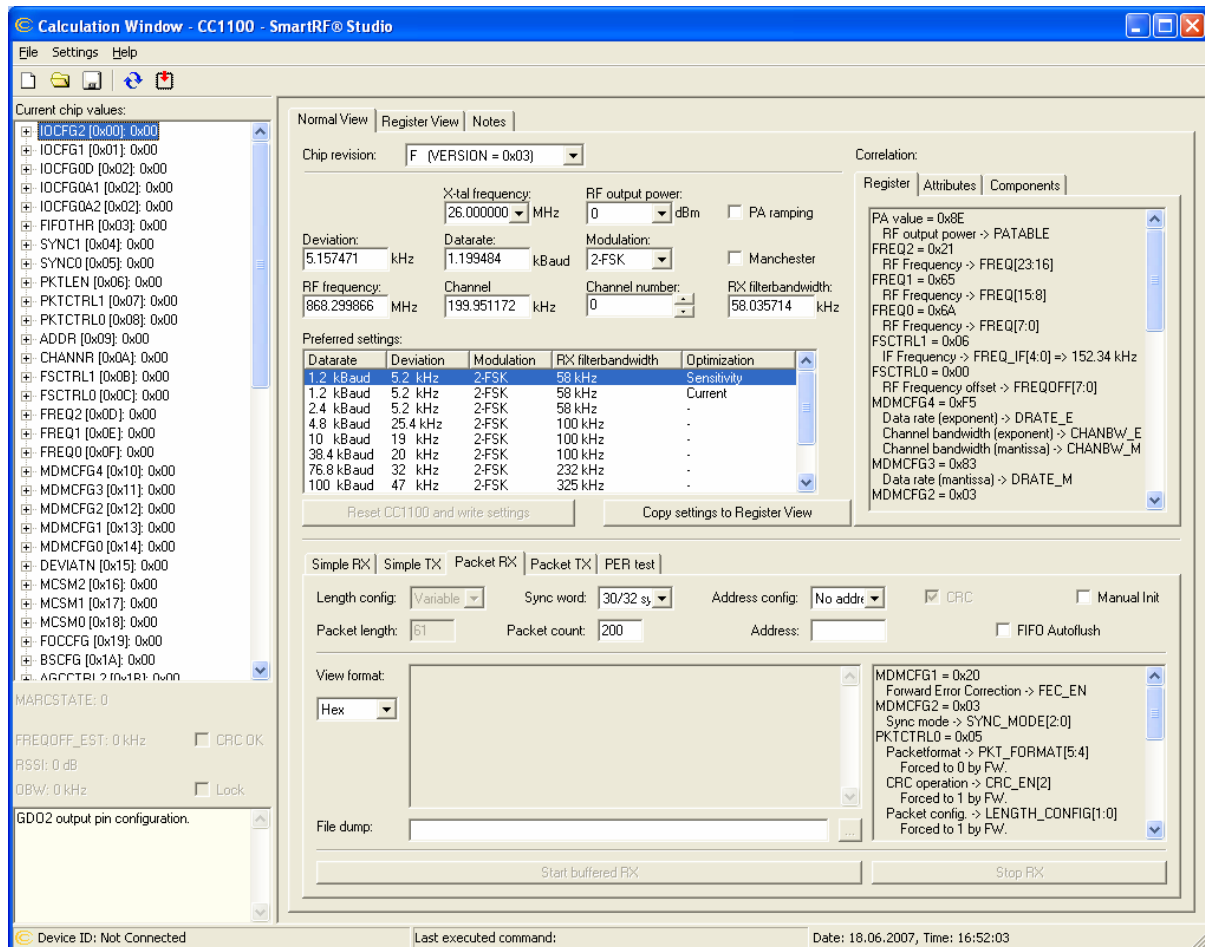 Calculation Window - CC1100 - SmartRF® Studio
File Settings Help
Current chip values:
IOCFG2 [0x00]: 0x00
IOCFG1 [0x01]: 0x00
IOCFG0D [0x02]: 0x00
IOCFG0A1 [0x02]: 0x00
IOCFG0A2 [0x02]: 0x00
FIFOTHR [0x03]: 0x00
SYNC1 [0x04]: 0x00
SYNC0 [0x05]: 0x00
PKTLEN [0x06]: 0x00
PKTCTRL1 [0x07]: 0x00
PKTCTRL0 [0x08]: 0x00
ADDR [0x09]: 0x00
CHANNR [0x0A]: 0x00
FSCTRL1 [0x0B]: 0x00
FSCTRL0 [0x0C]: 0x00
FREQ2 [0x0D]: 0x00
FREQ1 [0x0E]: 0x00
FREQ0 [0x0F]: 0x00
MDMCFG4 [0x10]: 0x00
MDMCFG3 [0x11]: 0x00
MDMCFG2 [0x12]: 0x00
MDMCFG1 [0x13]: 0x00
MDMCFG0 [0x14]: 0x00
DEVIATN [0x15]: 0x00
MCSM2 [0x16]: 0x00
MCSM1 [0x17]: 0x00
MCSM0 [0x18]: 0x00
FOCCFG [0x19]: 0x00
BSCFG [0x1A]: 0x00
AGCCTRL2 [0x1B]: 0x00
MARCSTATE: 0
FREQOFF_EST: 0 kHz CRC OK
RSSI: 0 dB
OBW: 0 kHz Lock
GDO2 output pin configuration.
Normal View Register View Notes
Chip revision: F (VERSION = 0x03)
X-tal frequency: RF output power:
26.000000 MHz 0 dBm PA ramping
Deviation: Datarate: Modulation:
5.157471 kHz 1.199484 kBaud 2-FSK Manchester
RF frequency: Channel Channel number: RX filterbandwidth:
868.299866 MHz 199.951172 kHz 0 58.035714 kHz
Preferred settings:
Datarate Deviation Modulation RX filterbandwidth Optimization
1.2 kBaud 5.2 kHz 2-FSK 58 kHz Sensitivity
1.2 kBaud 5.2 kHz 2-FSK 58 kHz Current
2.4 kBaud 5.2 kHz 2-FSK 58 kHz -
4.8 kBaud 25.4 kHz 2-FSK 100 kHz -
10 kBaud 19 kHz 2-FSK 100 kHz -
38.4 kBaud 20 kHz 2-FSK 100 kHz -
76.8 kBaud 32 kHz 2-FSK 232 kHz -
100 kBaud 47 kHz 2-FSK 325 kHz -
Reset CC1100 and write settings Copy settings to Register View
Correlation:
Register Attributes Components
PA value = 0x8E
RF output power -> PATABLE
FREQ2 = 0x21
RF Frequency -> FREQ[23:16]
FREQ1 = 0x65
RF Frequency -> FREQ[15:8]
FREQ0 = 0x6A
RF Frequency -> FREQ[7:0]
FSCTRL1 = 0x06
IF Frequency -> FREQ_IF[4:0] => 152.34 kHz
FSCTRL0 = 0x00
RF Frequency offset -> FREQOFF[7:0]
MDMCFG4 = 0xF5
Data rate (exponent) -> DRATE_E
Channel bandwidth (exponent) -> CHANBW_E
Channel bandwidth (mantissa) -> CHANBW_M
MDMCFG3 = 0x83
Data rate (mantissa) -> DRATE_M
MDMCFG2 = 0x03
Simple RX Simple TX Packet RX Packet TX PER test
Length config: Variable Sync word: 30/32 sy Address config: No addre CRC Manual Init
Packet length: 61 Packet count: 200 Address: FIFO Autoflush
View format:
Hex
File dump: ...
MDMCFG1 = 0x20
Forward Error Correction -> FEC_EN
MDMCFG2 = 0x03
Sync mode -> SYNC_MODE[2:0]
PKTCTRL0 = 0x05
Packetformat -> PKT_FORMAT[5:4]
Forced to 0 by FW.
CRC operation -> CRC_EN[2]
Forced to 1 by FW.
Packet config. -> LENGTH_CONFIG[1:0]
Forced to 1 by FW.
Start buffered RX Stop RX
Device ID: Not Connected Last executed command: Date: 18.06.2007, Time: 16:52:03